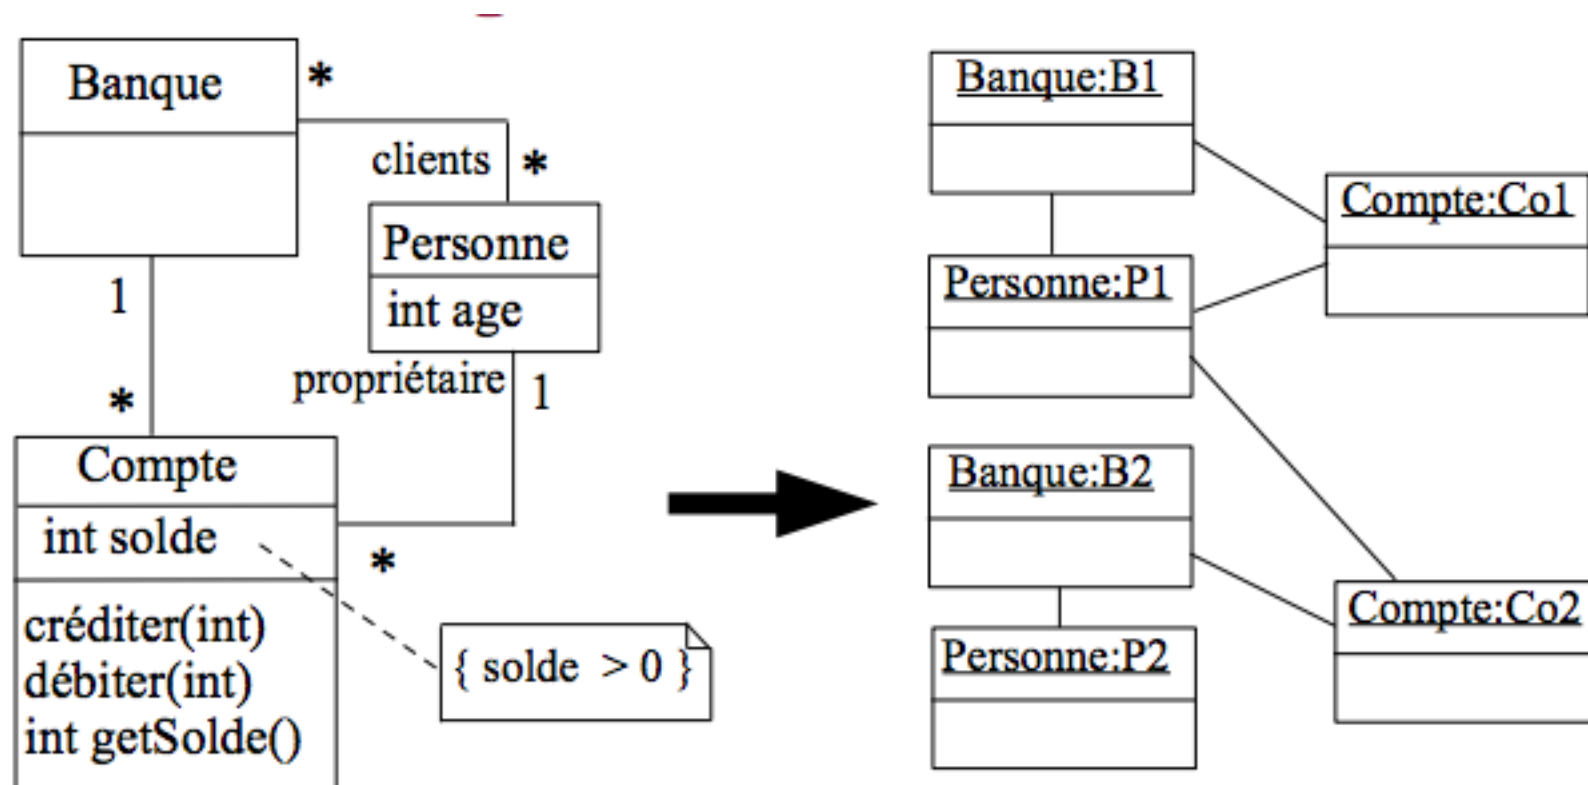 Banque
*
clients
*
Personne
int age
propriétaire
1
1
*
Compte
int solde
*
créditer(int)
débiter(int)
int getSolde()
{ solde > 0 }
Banque:B1
Compte:Co1
Personne:P1
Banque:B2
Compte:Co2
Personne:P2